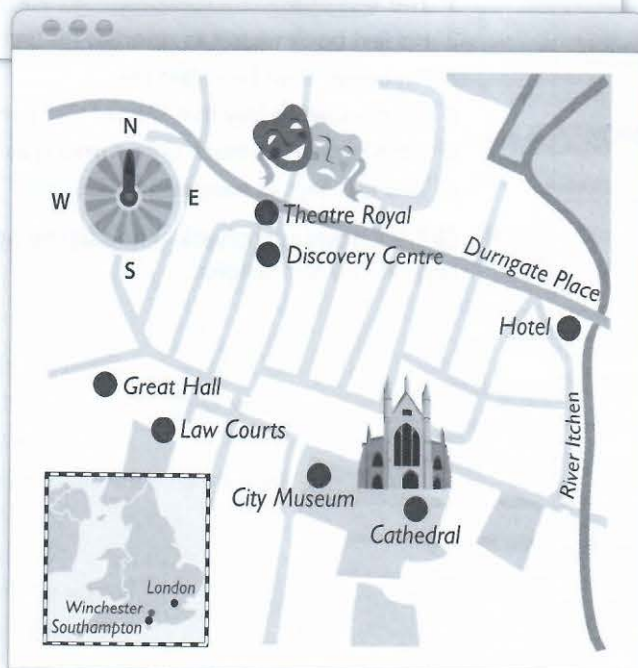 N
W
E
S
Theatre Royal
Discovery Centre
Durngate Place
Hotel
Great Hall
Law Courts
River Itchen
City Museum
Cathedral
London
Winchester
Southampton